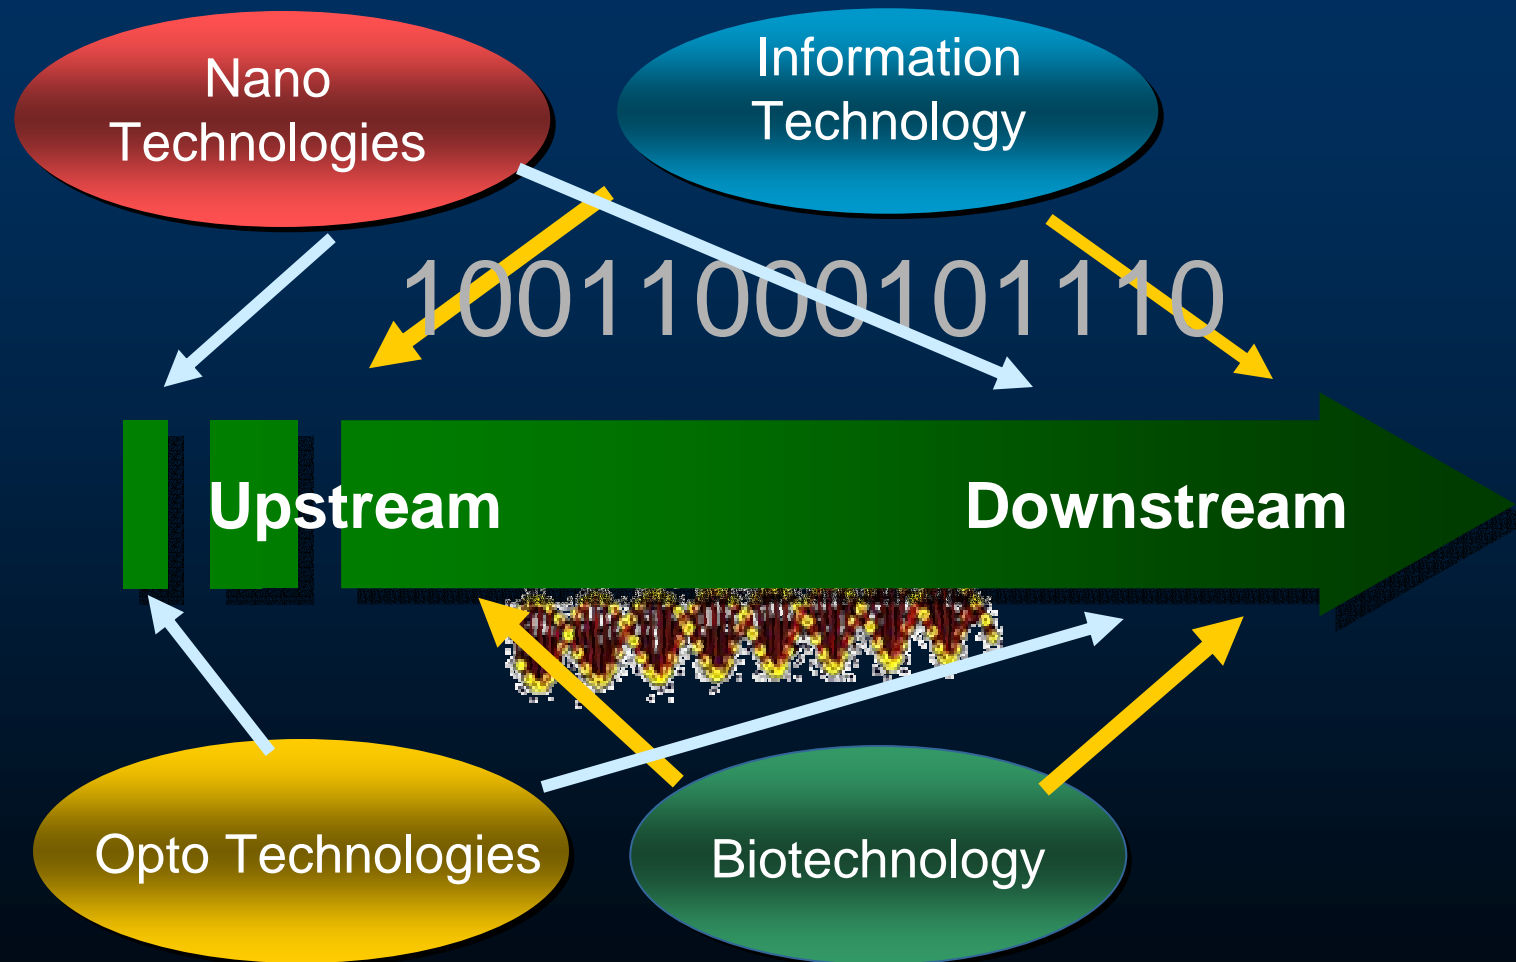 Nano
Technologies
Information
Technology
10011000101110
Upstream
Downstream
Opto Technologies
Biotechnology